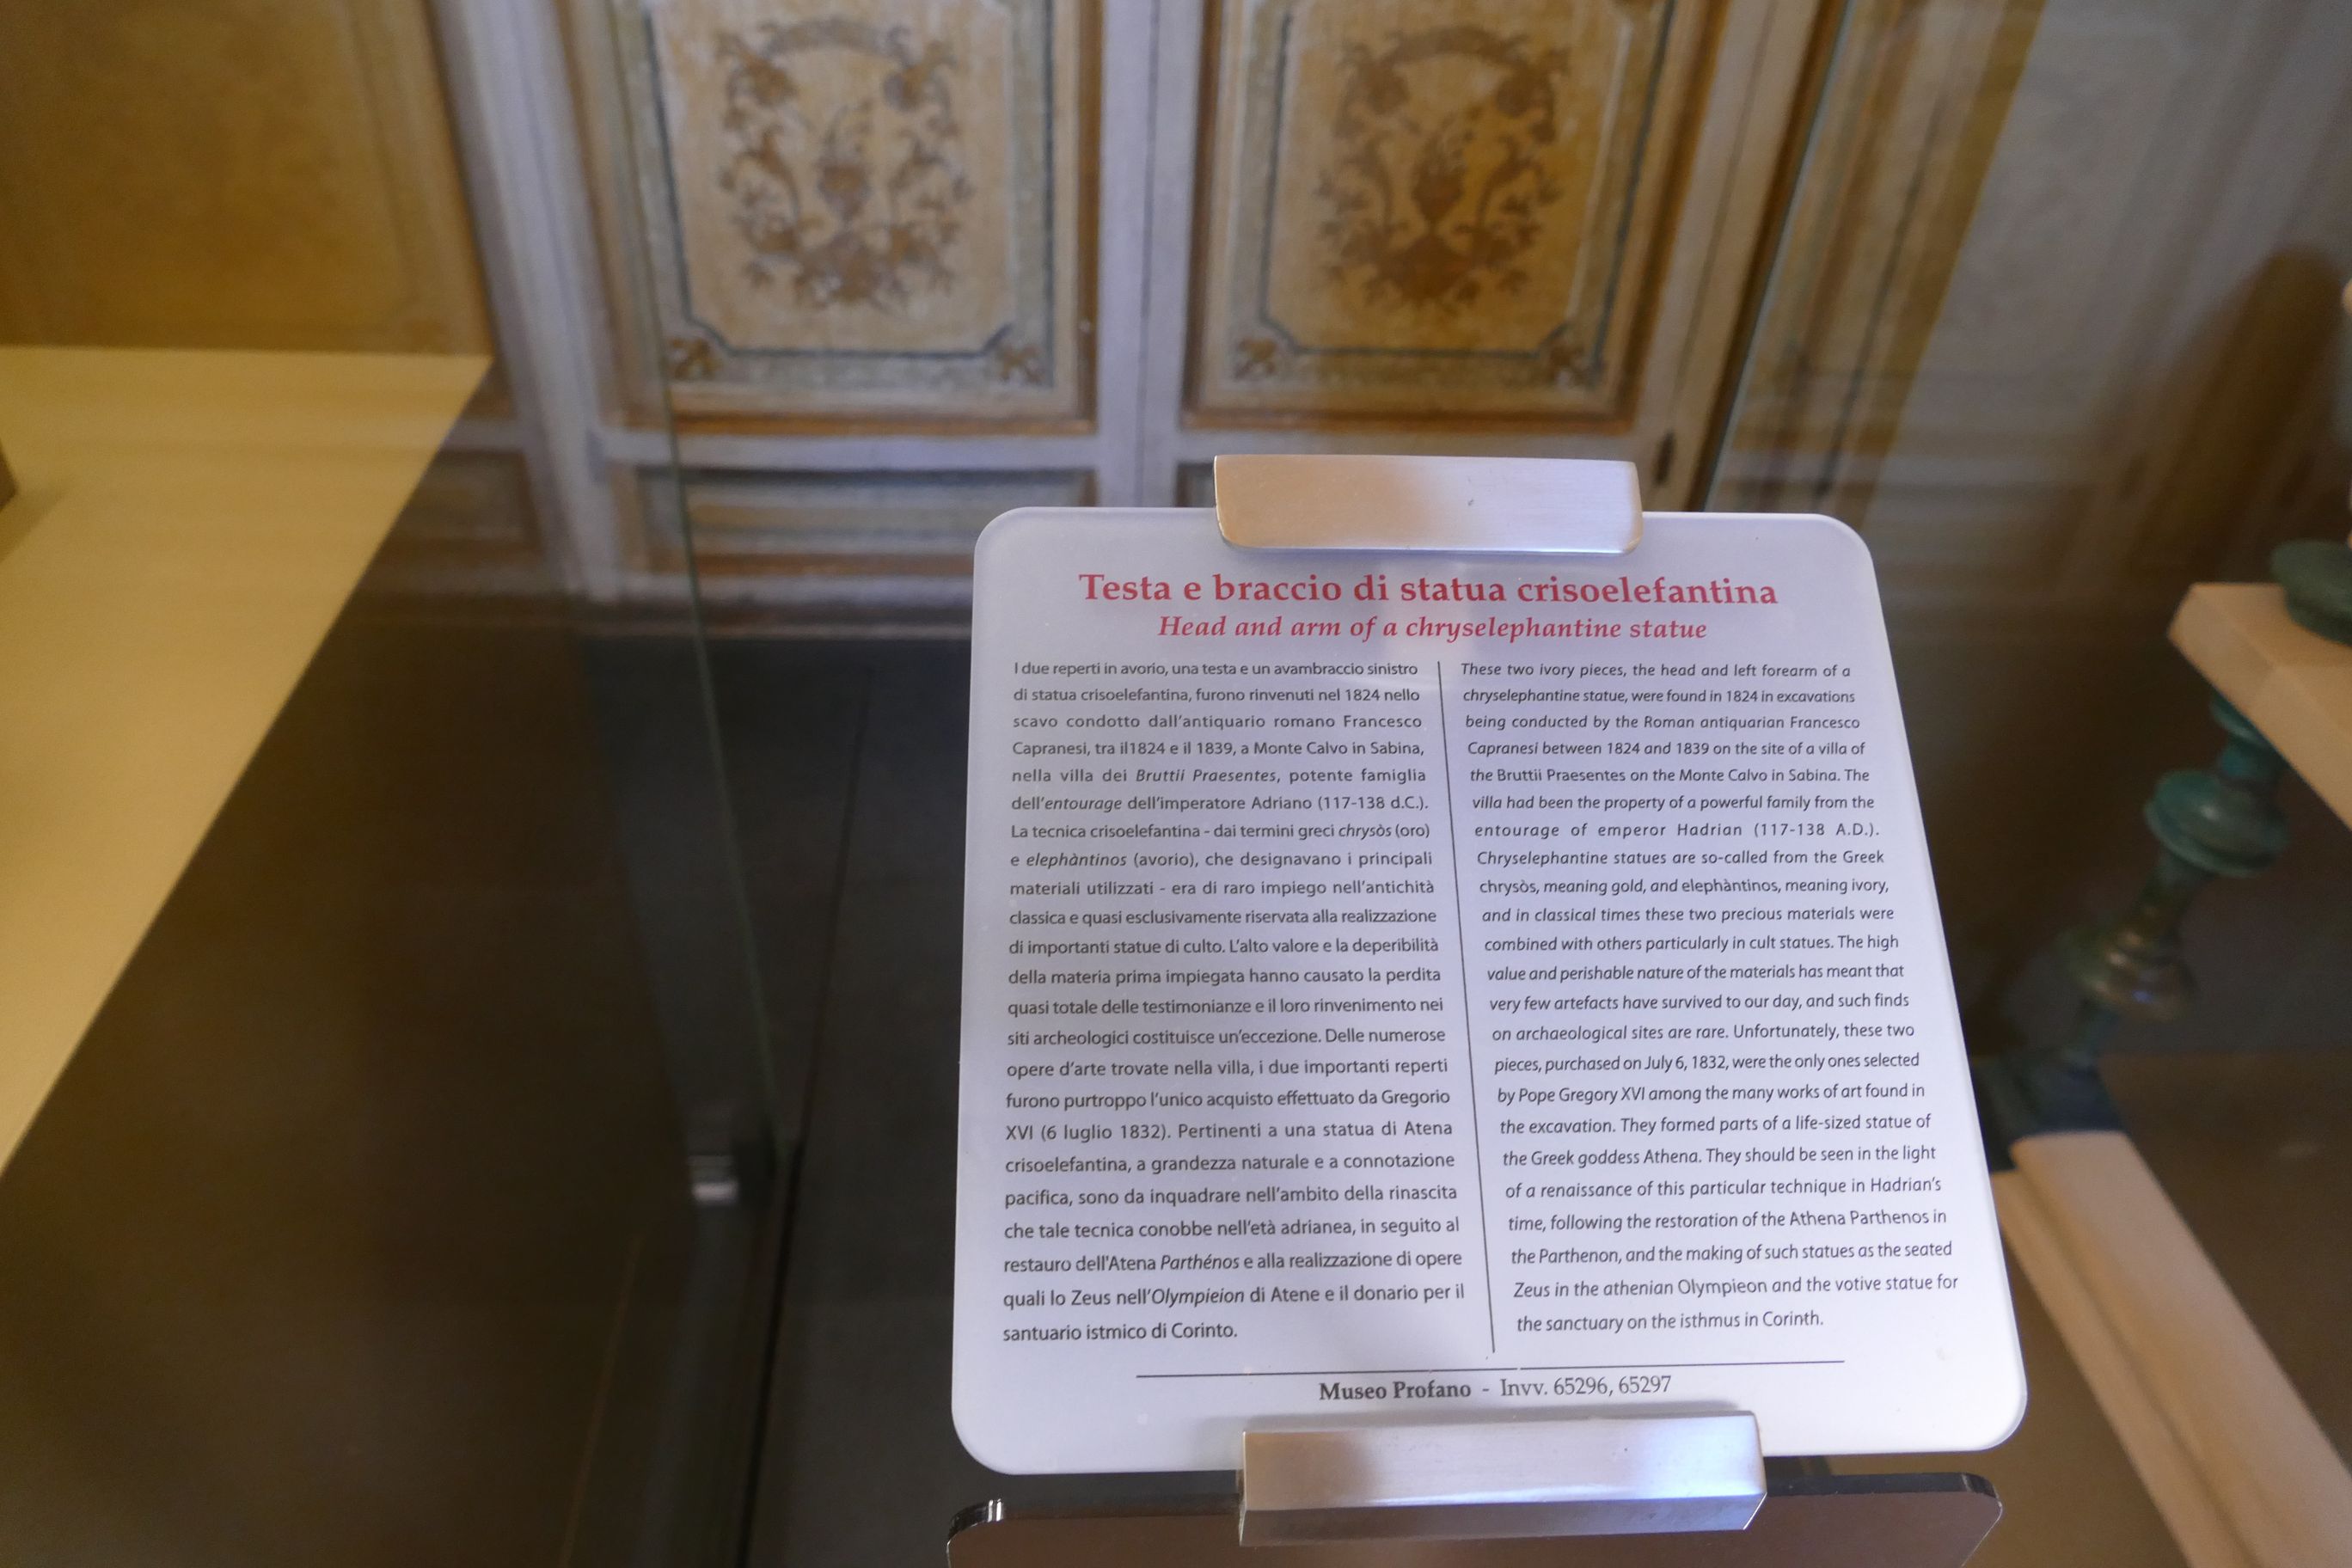 Testa e braccio di statua crisoelefantina
Head and arm of a chryselephantine statue
I due reperti in avorio, una testa e un avambraccio sinistro
di statua crisoelefantina, furono rinvenuti nel 1824 nello
scavo condotto dall'antiquario romano Francesco
Capranesi, tra il1824 e il 1839, a Monte Calvo in Sabina,
nella villa dei Bruttii Praesentes, potente famiglia
dell'entourage dell'imperatore Adriano (117-138 d.C.).
La tecnica crisoelefantina - dai termini greci chrysòs (oro)
e elephàntinos (avorio), che designavano i principali
materiali utilizzati - era di raro impiego nell'antichità
classica e quasi esclusivamente riservata alla realizzazione
di importanti statue di culto. L'alto valore e la deperibilità
della materia prima impiegata hanno causato la perdita
quasi totale delle testimonianze e il loro rinvenimento nei
siti archeologici costituisce un'eccezione. Delle numerose
opere d'arte trovate nella villa, i due importanti reperti
furono purtroppo l'unico acquisto effettuato da Gregorio
XVI (6 luglio 1832). Pertinenti a una statua di Atena
crisoelefantina, a grandezza naturale e a connotazione
pacifica, sono da inquadrare nell'ambito della rinascita
che tale tecnica conobbe nell'età adrianea, in seguito al
restauro dell'Atena Parthénos e alla realizzazione di opere
quali lo Zeus nell'Olympieion di Atene e il donario per il
santuario istmico di Corinto.
These two ivory pieces, the head and left forearm of a
chryselephantine statue, were found in 1824 in excavations
being conducted by the Roman antiquarian Francesco
Capranesi between 1824 and 1839 on the site of a villa of
the Bruttii Praesentes on the Monte Calvo in Sabina. The
villa had been the property of a powerful family from the
entourage of emperor Hadrian (117-138 A.D.).
Chryselephantine statues are so-called from the Greek
chrysòs, meaning gold, and elephàntinos, meaning ivory,
and in classical times these two precious materials were
combined with others particularly in cult statues. The high
value and perishable nature of the materials has meant that
very few artefacts have survived to our day, and such finds
on archaeological sites are rare. Unfortunately, these two
pieces, purchased on July 6, 1832, were the only ones selected
by Pope Gregory XVI among the many works of art found in
the excavation. They formed parts of a life-sized statue of
the Greek goddess Athena. They should be seen in the light
of a renaissance of this particular technique in Hadrian's
time, following the restoration of the Athena Parthenos in
the Parthenon, and the making of such statues as the seated
Zeus in the athenian Olympieon and the votive statue for
the sanctuary on the isthmus in Corinth.
Museo Profano - Invv. 65296, 65297